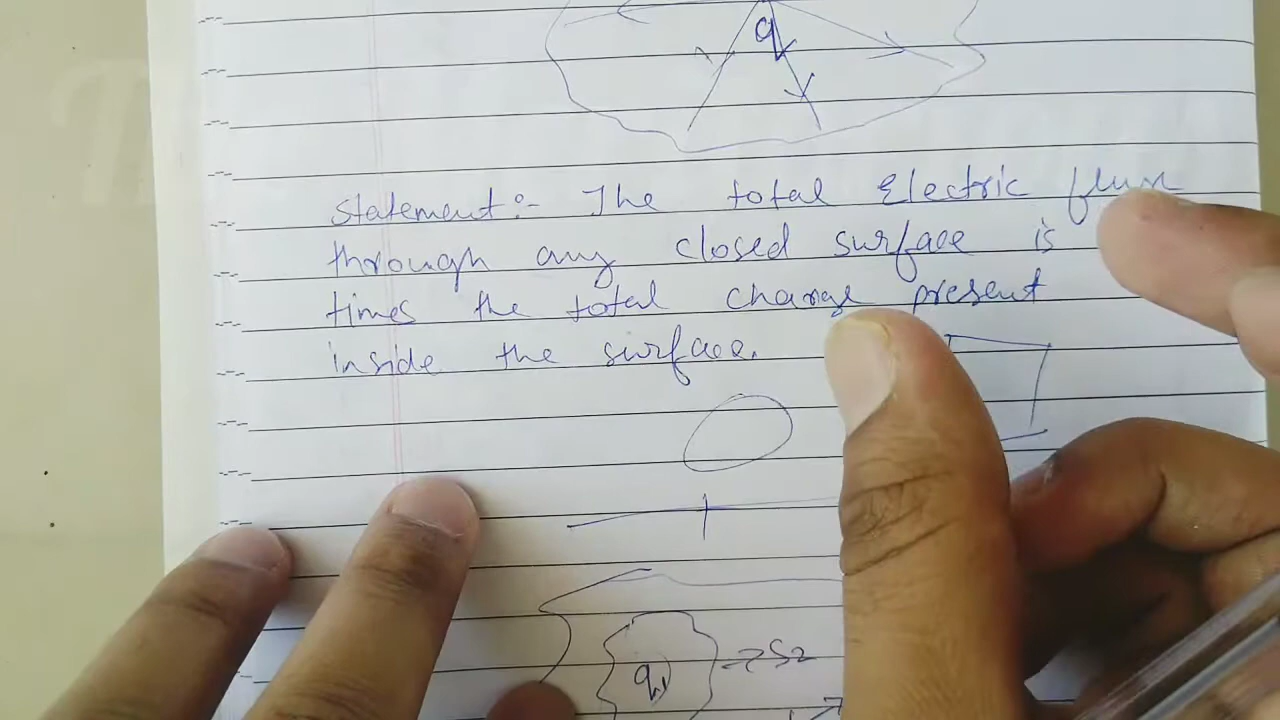 q
Statement:- The total Electric flux
through any closed surface is
times the total charge present
inside the surface.
→S2
q1